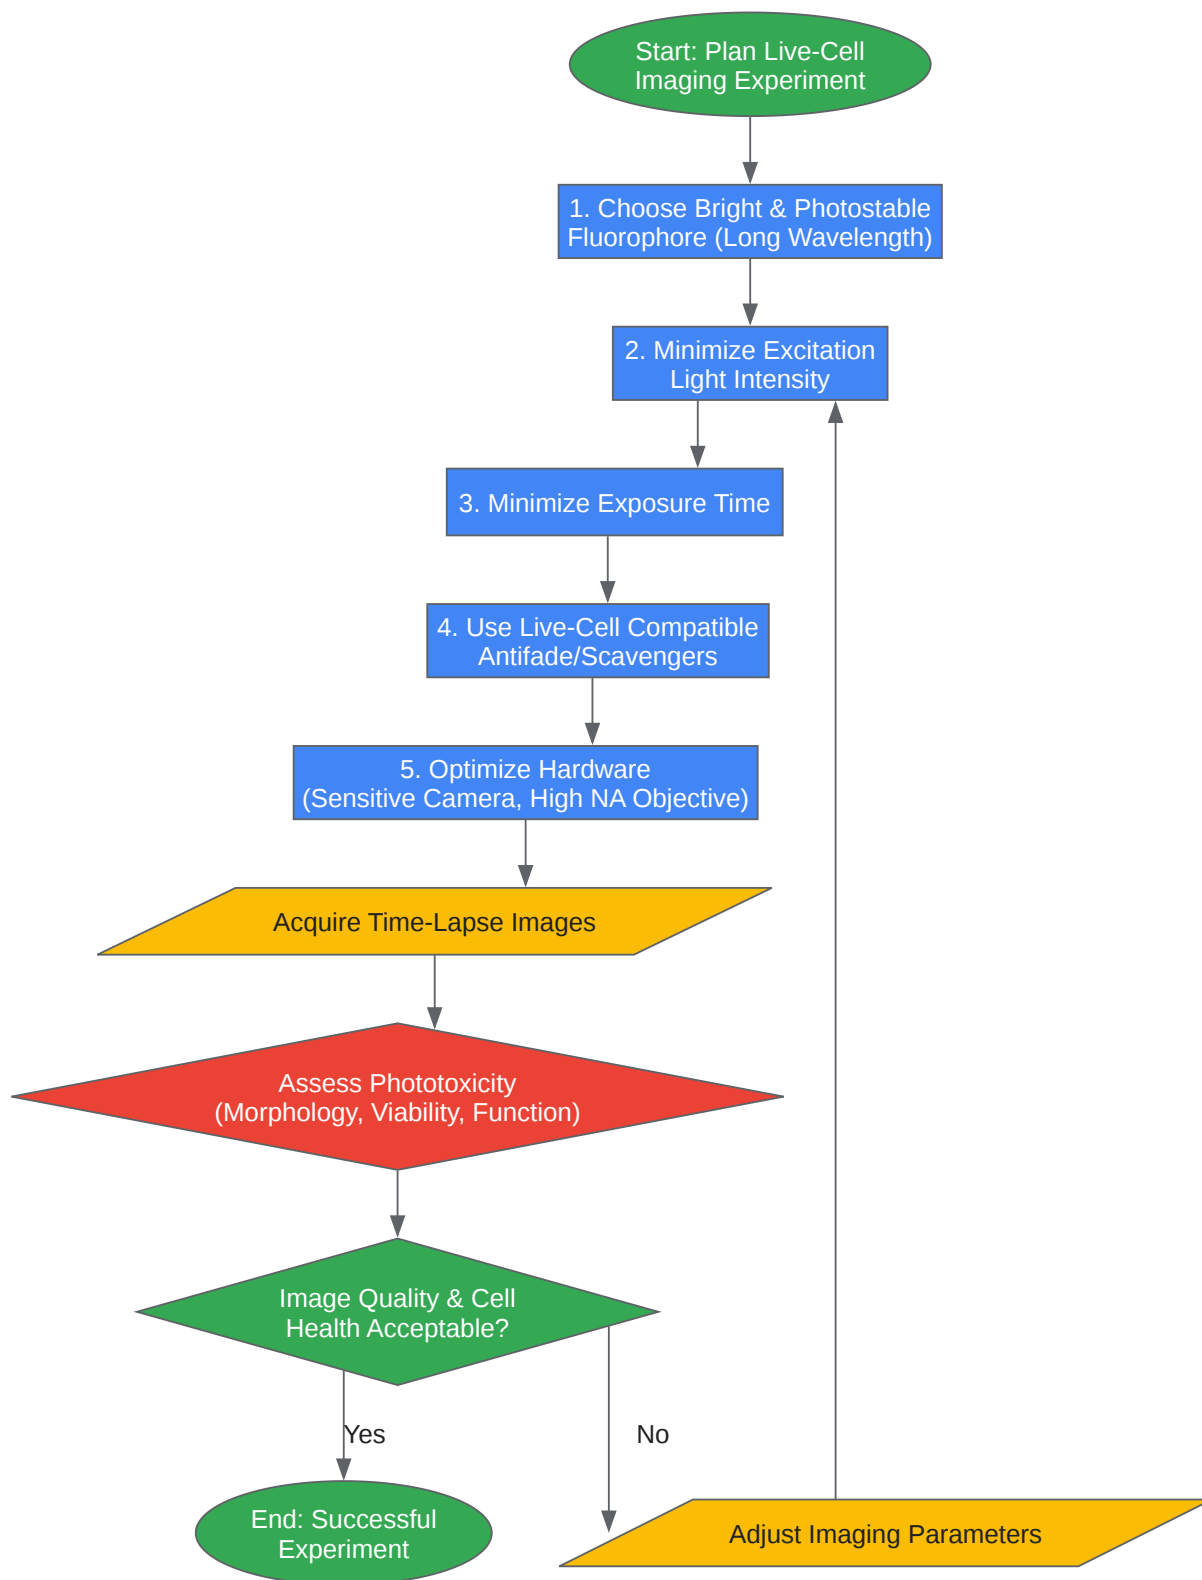 Start: Plan Live-Cell
Imaging Experiment
1. Choose Bright & Photostable
Fluorophore (Long Wavelength)
2. Minimize Excitation
Light Intensity
3. Minimize Exposure Time
4. Use Live-Cell Compatible
Antifade/Scavengers
5. Optimize Hardware
(Sensitive Camera, High NA Objective)
Acquire Time-Lapse Images
Assess Phototoxicity
(Morphology, Viability, Function)
Image Quality & Cell
Health Acceptable?
Yes
No
End: Successful
Experiment
Adjust Imaging Parameters